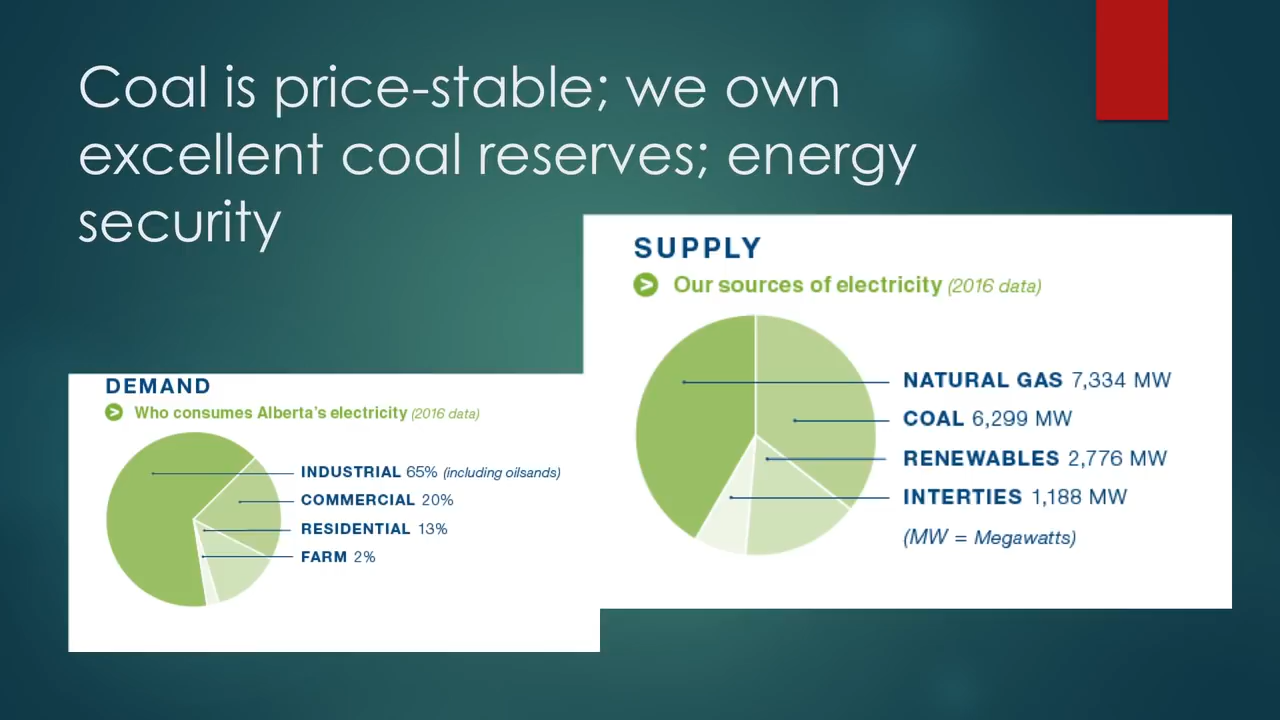 Coal is price-stable; we own
excellent coal reserves; energy
security
SUPPLY
Our sources of electricity (2016 data)
NATURAL GAS 7,334 MW
COAL 6,299 MW
RENEWABLES 2,776 MW
INTERTIES 1,188 MW
(MW = Megawatts)
DEMAND
Who consumes Alberta's electricity (2016 data)
INDUSTRIAL 65% (including oilsands)
COMMERCIAL 20%
RESIDENTIAL 13%
FARM 2%